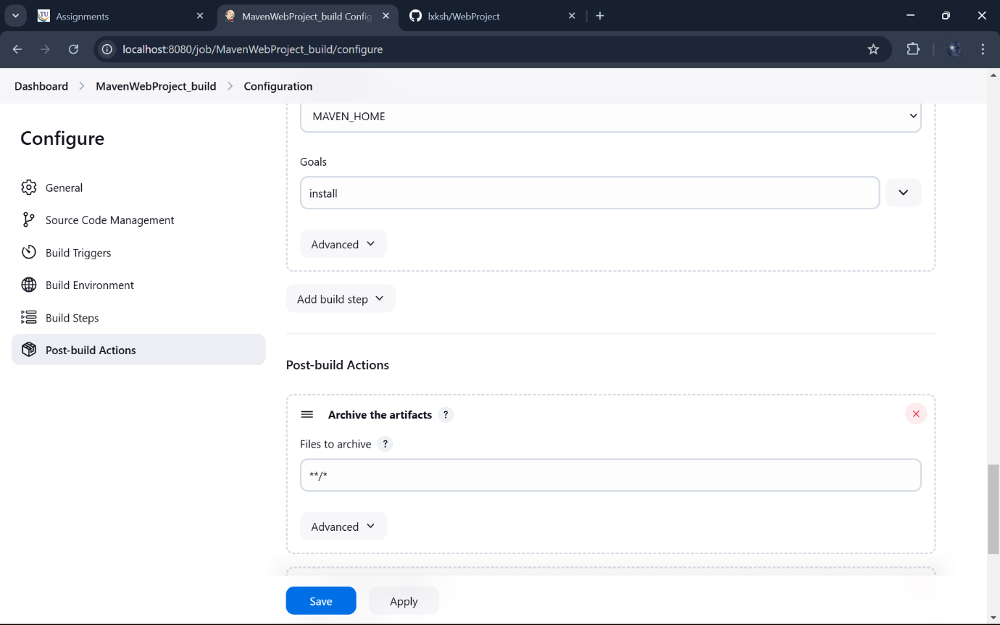 Assignments
MavenWebProject_build Config
lxksh/WebProject
localhost:8080/job/MavenWebProject_build/configure
Dashboard > MavenWebProject_build > Configuration
Configure
General
Source Code Management
Build Triggers
Build Environment
Build Steps
Post-build Actions
MAVEN_HOME
Goals
install
Advanced
Add build step
Post-build Actions
Archive the artifacts ?
Files to archive ?
**/*
Advanced
Save
Apply